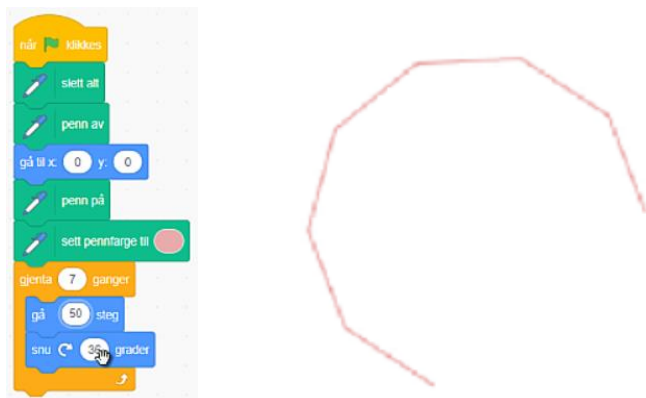 når klikkes
slett alt
penn av
gå til x: 0 y: 0
penn på
sett pennfarge til
gjenta 7 ganger
gå 50 steg
snu grader